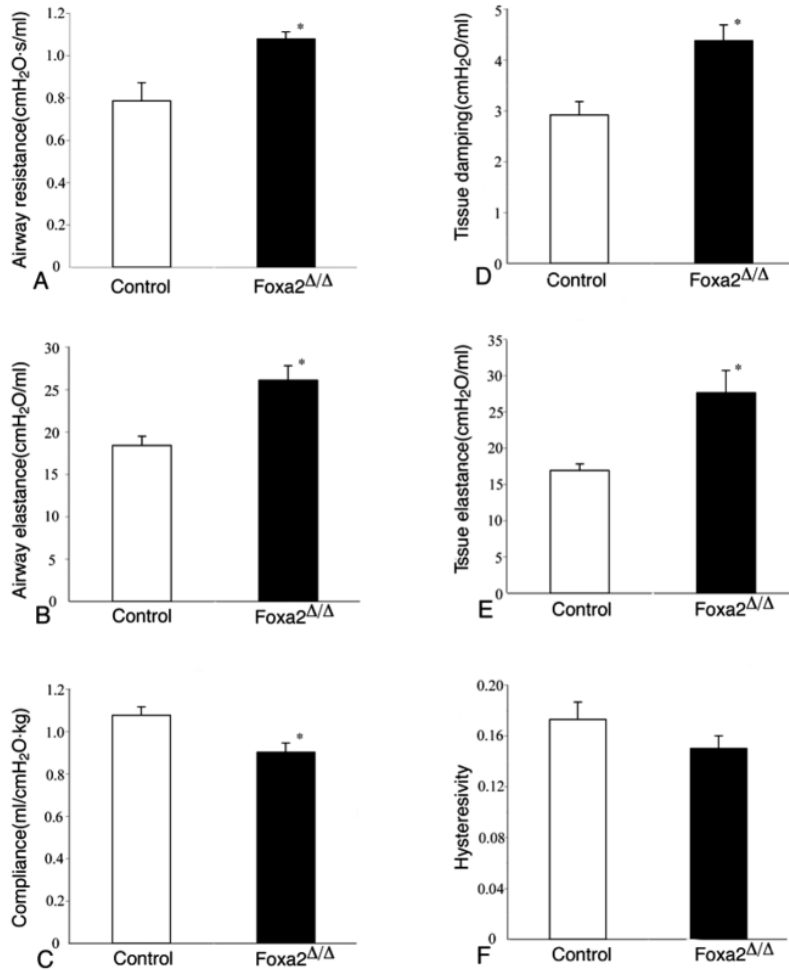 Airway resistance(cmH₂O·s/ml)
1.2
1.0
0.8
0.6
0.4
0.2
0
*
A
Control
Foxa2Δ/Δ
Tissue damping(cmH₂O/ml)
5
4
3
2
1
0
*
D
Control
Foxa2Δ/Δ
Airway elastance(cmH₂O/ml)
30
25
20
15
10
5
0
*
B
Control
Foxa2Δ/Δ
Tssue elastance(cmH₂O/ml)
35
30
25
20
15
10
5
0
*
E
Control
Foxa2Δ/Δ
Compliance(ml/cmH₂O·kg)
1.2
1.0
0.8
0.6
0.4
0.2
0
*
C
Control
Foxa2Δ/Δ
Hysteresivity
0.20
0.16
0.12
0.08
0.04
0
F
Control
Foxa2Δ/Δ